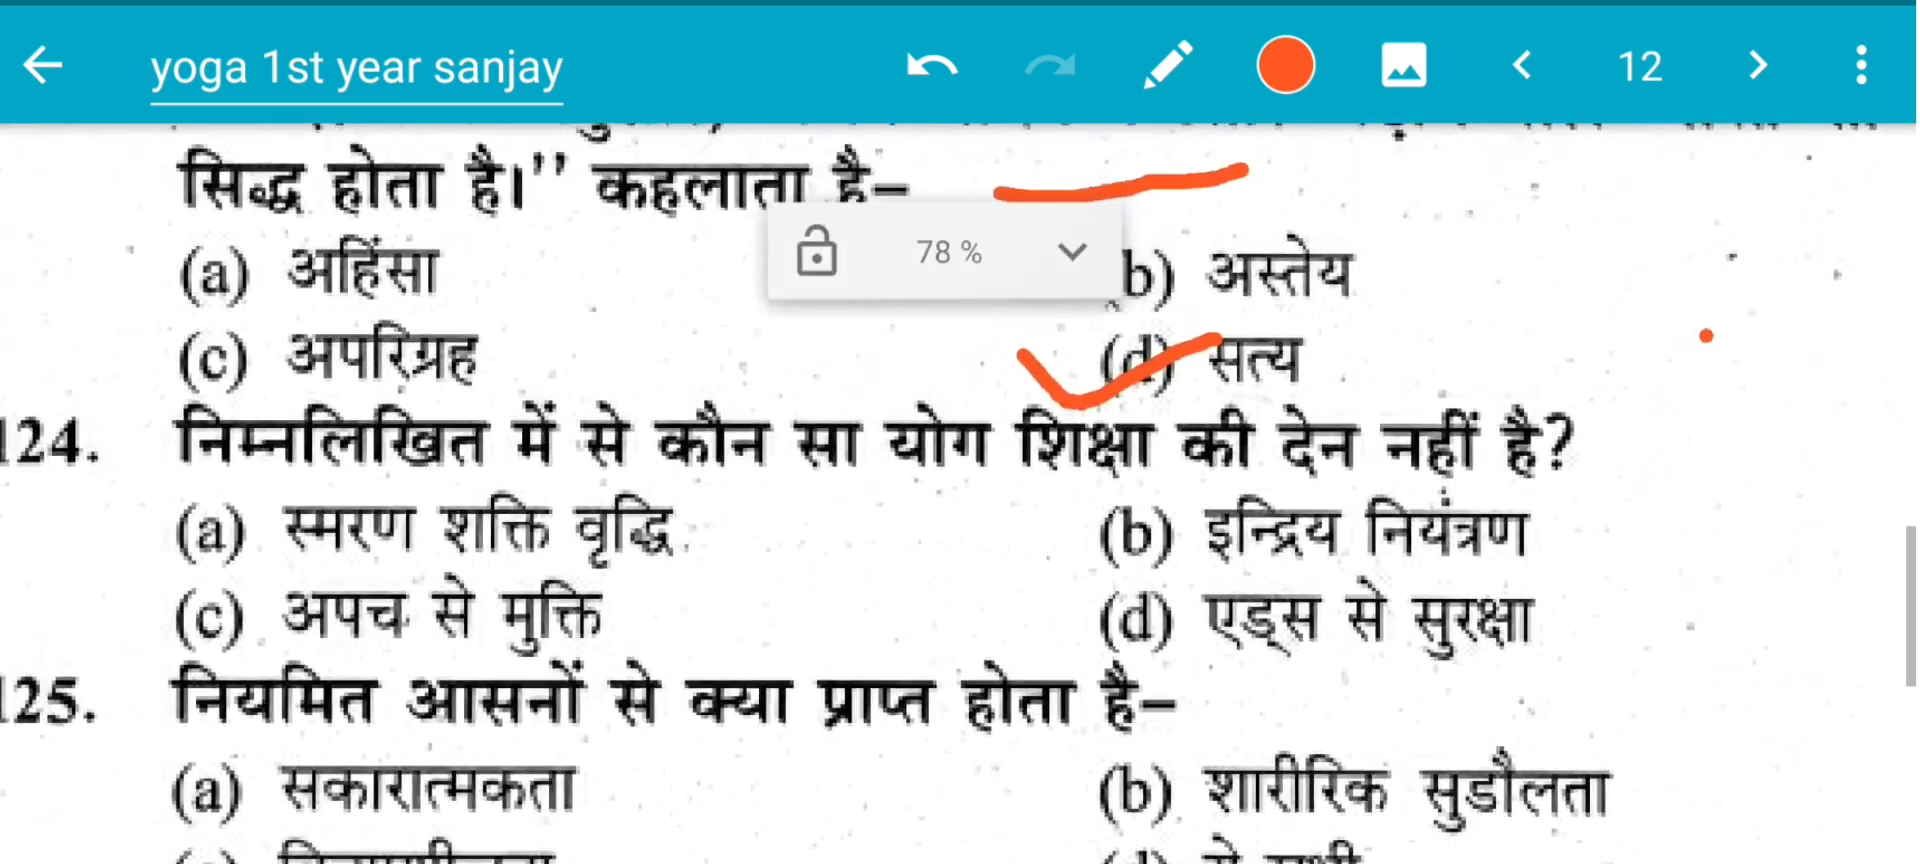 yoga 1st year sanjay
12
सिद्ध होता है।" कहलाता है–
78 %
(a) अहिंसा
b) अस्तेय
(c) अपरिग्रह
(d) सत्य
124. निम्नलिखित में से कौन सा योग शिक्षा की देन नहीं है?
(a) स्मरण शक्ति वृद्धि
(b) इन्द्रिय नियंत्रण
(c) अपच से मुक्ति
(d) एड्स से सुरक्षा
125. नियमित आसनों से क्या प्राप्त होता है–
(a) सकारात्मकता
(b) शारीरिक सुडौलता